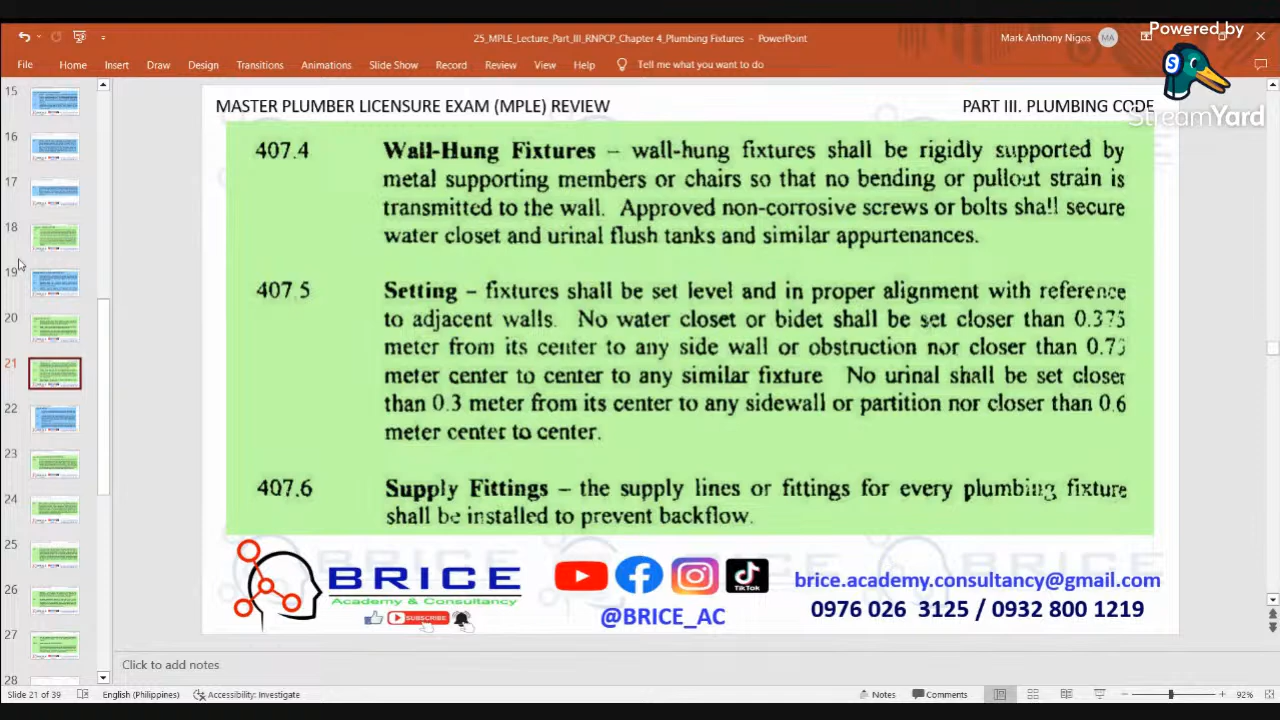 Powered by
StreamYard
25_MPLE_Lecture_Part_III_RNPCP_Chapter 4_Plumbing Fixtures - PowerPoint
Mark Anthony Nigos
MA
File
Home
Insert
Draw
Design
Transitions
Animations
Slide Show
Record
Review
View
Help
Tell me what you want to do
15
16
17
18
19
20
21
22
23
24
25
26
27
28
MASTER PLUMBER LICENSURE EXAM (MPLE) REVIEW
PART III. PLUMBING CODE
407.4 Wall-Hung Fixtures – wall-hung fixtures shall be rigidly supported by
metal supporting members or chairs so that no bending or pullout strain is
transmitted to the wall. Approved non-corrosive screws or bolts shall secure
water closet and urinal flush tanks and similar appurtenances.
407.5 Setting – fixtures shall be set level and in proper alignment with reference
to adjacent walls. No water closet or bidet shall be set closer than 0.375
meter from its center to any side wall or obstruction nor closer than
meter center to center to any similar fixture No urinal shall be set closer
than 0.3 meter from its center to any sidewall or partition nor closer than 0.6
meter center to center.
407.6 Supply Fittings – the supply lines or fittings for every plumbing fixture
shall be installed to prevent backflow.
BRICE
Academy & Consultancy
SUBSCRIBE
TikTok
@BRICE_AC
brice.academy.consultancy@gmail.com
0976 026 3125 / 0932 800 1219
Click to add notes
Slide 21 of 39
English (Philippines)
Accessibility: Investigate
Notes
Comments
92%